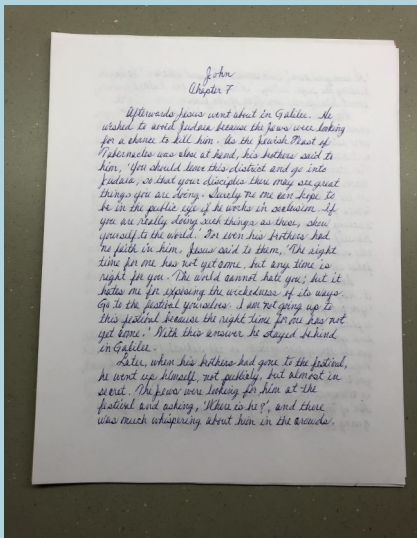 John
Chapter 7
Afterwards Jesus went about in Galilee. He
wished to avoid Judaea because the Jews were looking
for a chance to kill him. As the Jewish Feast of
Tabernacles was close at hand, his brothers said to
him, 'You should leave this district and go into
Judaea, so that your disciples there may see great
things you are doing. Surely no one can hope to
be in the public eye if he works in seclusion. If
you are really doing such things as these, show
yourself to the world.' For even his brothers had
no faith in him. Jesus said to them, 'The right
time for me has not yet come, but any time is
right for you. The world cannot hate you; but it
hates me for exposing the wickedness of its ways.
Go to the festival yourselves. I am not going up to
this festival because the right time for me has not
yet come.' With this answer he stayed behind
in Galilee.
Later, when his brothers had gone to the festival,
he went up himself, not publicly, but almost in
secret. The Jews were looking for him at the
festival and asking, 'Where is he?', and there
was much whispering about him in the crowds.